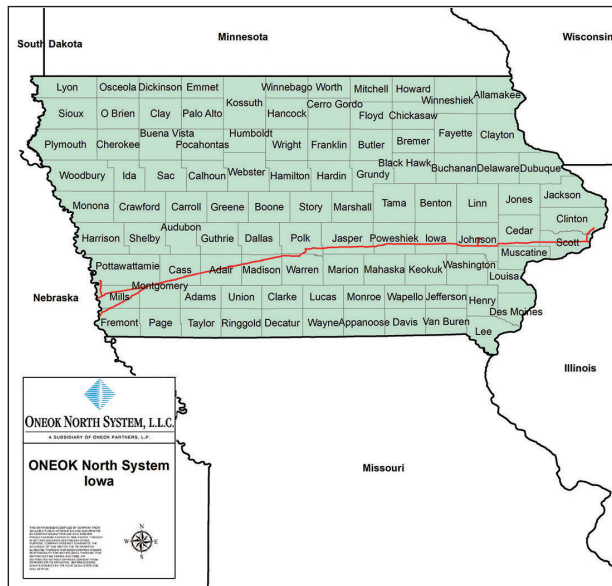 South Dakota
Minnesota
Wisconsin
Lyon Osceola Dickinson Emmet Winnebago Worth Mitchell Howard Allamakee
Kossuth Winneshiek
Sioux O Brien Clay Palo Alto Hancock Cerro Gordo Floyd Chickasaw
Plymouth Cherokee Buena Vista Pocahontas Humboldt Wright Franklin Butler Bremer Fayette Clayton
Woodbury Ida Sac Calhoun Webster Hamilton Hardin Grundy Black Hawk Buchanan Delaware Dubuque
Monona Crawford Carroll Greene Boone Story Marshall Tama Benton Linn Jones Jackson
Clinton
Harrison Shelby Audubon Guthrie Dallas Polk Jasper Poweshiek Iowa Johnson Cedar Scott
Muscatine
Pottawattamie Cass Adair Madison Warren Marion Mahaska Keokuk Washington Louisa
Nebraska
Mills Montgomery Adams Union Clarke Lucas Monroe Wapello Jefferson Henry Des Moines
Fremont Page Taylor Ringgold Decatur Wayne Appanoose Davis Van Buren Lee
Illinois
Missouri
ONEOK NORTH SYSTEM, L.L.C.
A SUBSIDIARY OF ONEOK PARTNERS, L.P.
ONEOK North System
Iowa
N
W E
S